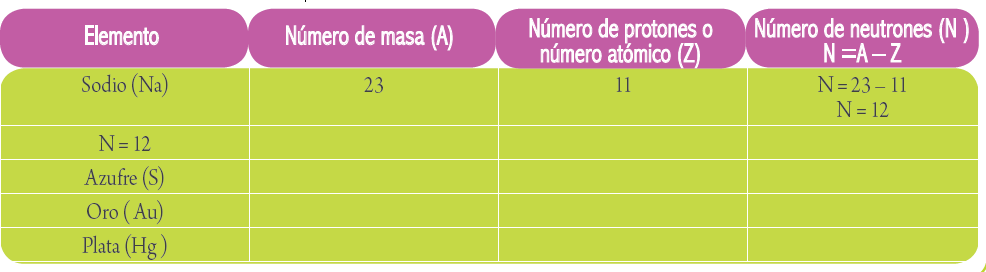 Elemento
Número de masa (A)
Número de protones o
número atómico (Z)
Número de neutrones (N )
N =A – Z
Sodio (Na)
23
11
N = 23 – 11
N = 12
N = 12
Azufre (S)
Oro ( Au)
Plata (Hg )